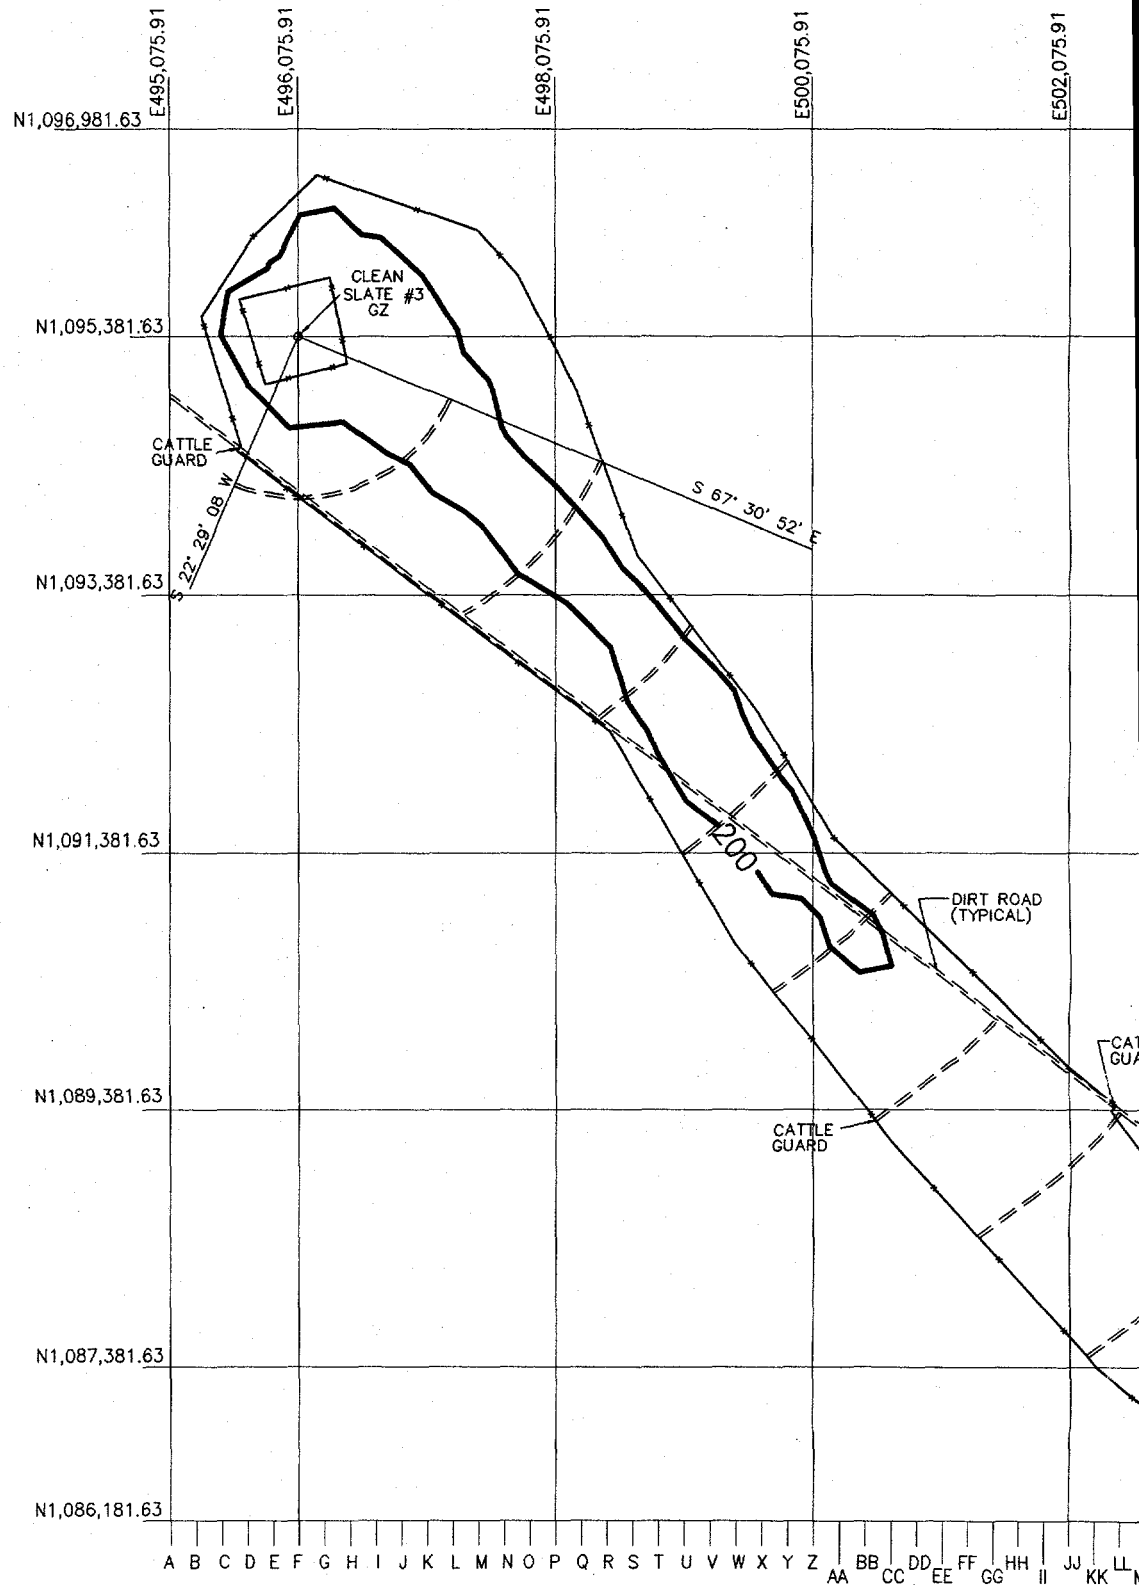 E495,075.91
E496,075.91
E498,075.91
E500,075.91
E502,075.91
N1,096,981.63
CLEAN
SLATE #3
GZ
N1,095,381.63
CATTLE
GUARD
S 22° 29' 08 W
S 67° 30' 52' E
N1,093,381.63
N1,091,381.63
200
DIRT ROAD
(TYPICAL)
CAT
GUA
N1,089,381.63
CATTLE
GUARD
N1,087,381.63
N1,086,181.63
A B C D E F G H I J K L M N O P Q R S T U V W X Y Z AA BB CC DD EE FF GG HH II JJ KK LL